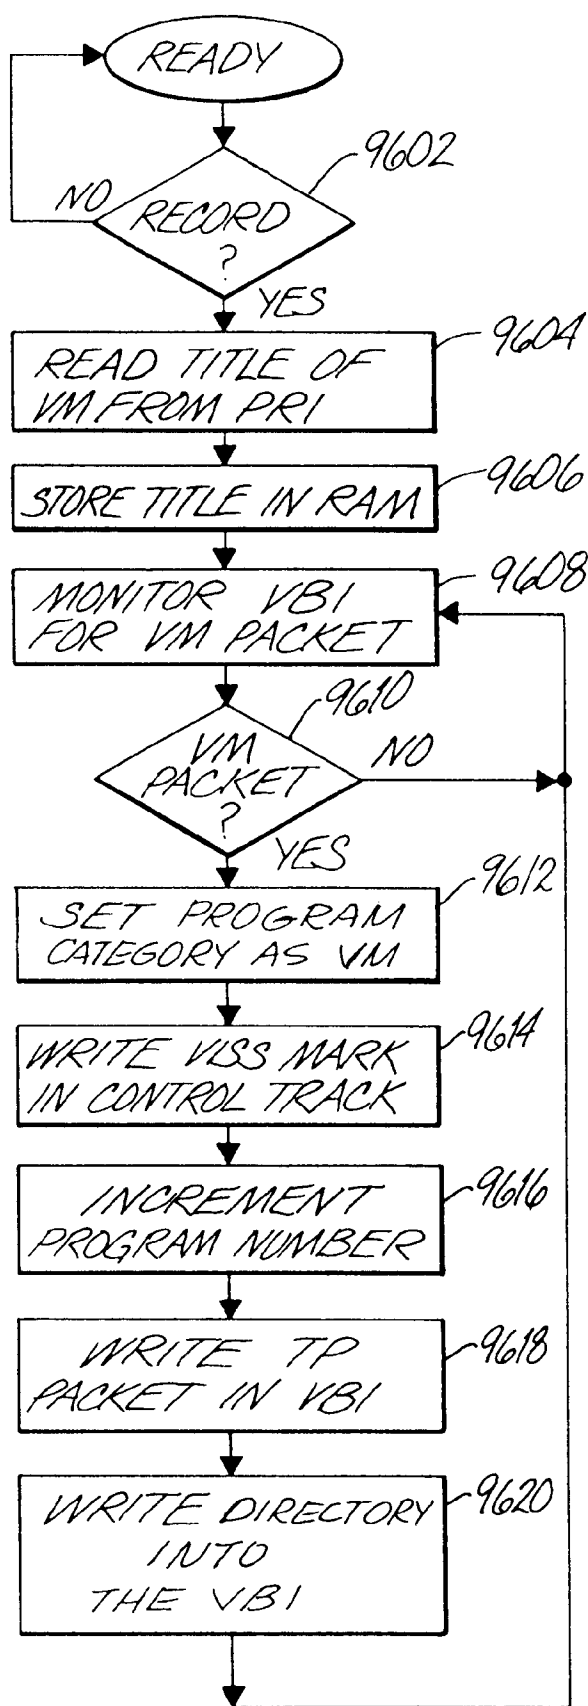 READY
9602
NO
RECORD
?
YES
9604
READ TITLE OF
VM FROM PRI
9606
STORE TITLE IN RAM
9608
MONITOR VBI
FOR VM PACKET
9610
VM
PACKET
?
NO
YES
9612
SET PROGRAM
CATEGORY AS VM
9614
WRITE VISS MARK
IN CONTROL TRACK
9616
INCREMENT
PROGRAM NUMBER
9618
WRITE TP
PACKET IN VBI
9620
WRITE DIRECTORY
INTO
THE VBI